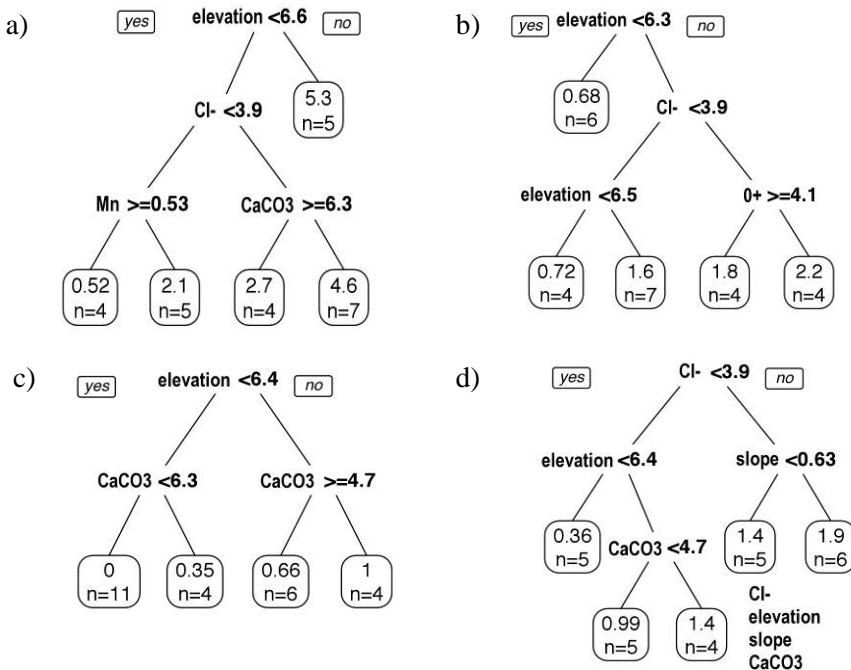 a)
yes
elevation <6.6
no
5.3
n=5
Cl- <3.9
Mn >=0.53
CaCO3 >=6.3
0.52
n=4
2.1
n=5
2.7
n=4
4.6
n=7
b)
yes
elevation <6.3
no
0.68
n=6
Cl- <3.9
elevation <6.5
0+ >=4.1
0.72
n=4
1.6
n=7
1.8
n=4
2.2
n=4
c)
yes
elevation <6.4
no
CaCO3 <6.3
CaCO3 >=4.7
0
n=11
0.35
n=4
0.66
n=6
1
n=4
d)
yes
Cl- <3.9
no
elevation <6.4
slope <0.63
0.36
n=5
CaCO3 <4.7
1.4
n=5
1.9
n=6
0.99
n=5
1.4
n=4
Cl-
elevation
slope
CaCO3